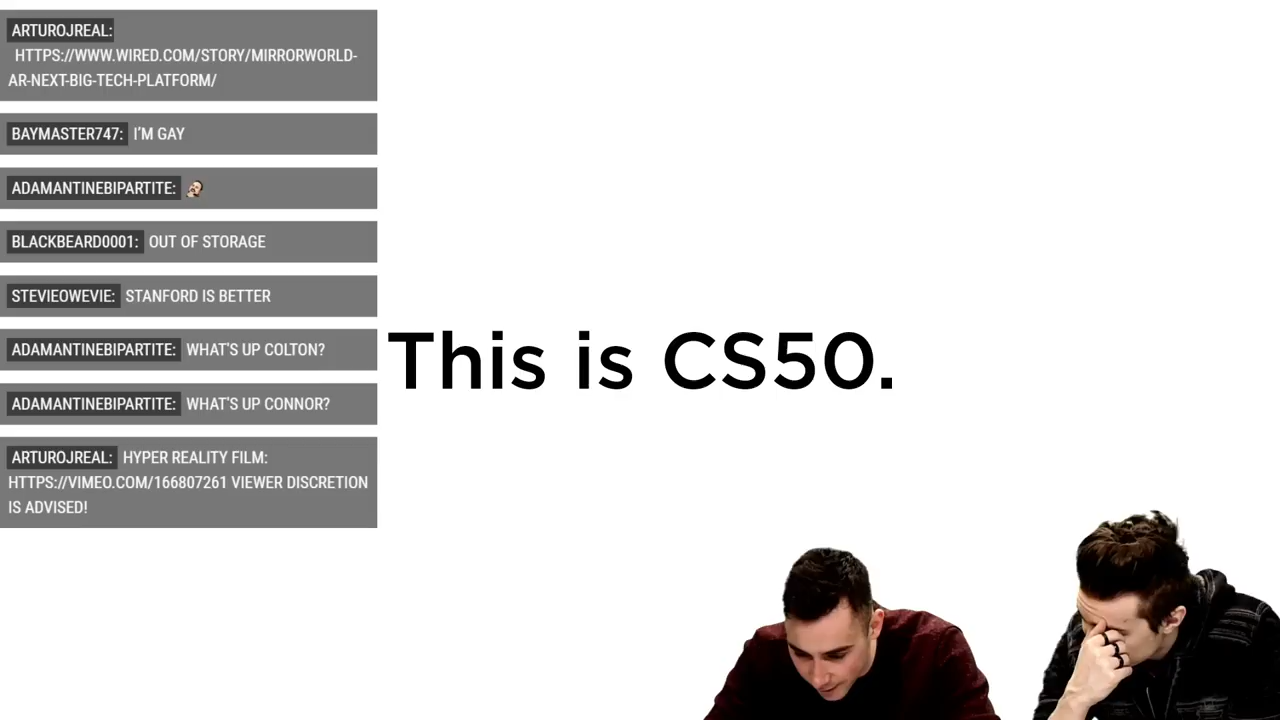 ARTUROJREAL:
HTTPS://WWW.WIRED.COM/STORY/MIRRORWORLD-
AR-NEXT-BIG-TECH-PLATFORM/
BAYMASTER747: I'M GAY
ADAMANTINEBIPARTITE:
BLACKBEARD0001: OUT OF STORAGE
STEVIEOWEVIE: STANFORD IS BETTER
ADAMANTINEBIPARTITE: WHAT'S UP COLTON?
ADAMANTINEBIPARTITE: WHAT'S UP CONNOR?
ARTUROJREAL: HYPER REALITY FILM:
HTTPS://VIMEO.COM/166807261 VIEWER DISCRETION
IS ADVISED!
This is CS50.